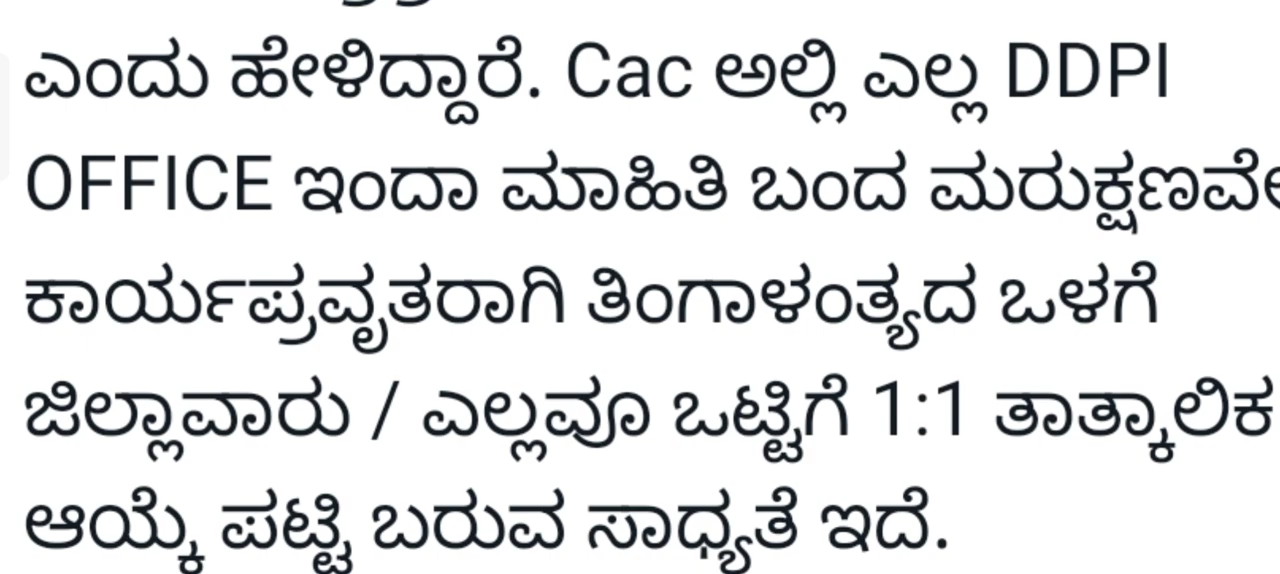 ಎಂದು ಹೇಳಿದ್ದಾರೆ. Cac ಅಲ್ಲಿ ಎಲ್ಲ DDPI
OFFICE ಇಂದಾ ಮಾಹಿತಿ ಬಂದ ಮರುಕ್ಷಣವೇ
ಕಾರ್ಯಪ್ರವೃತರಾಗಿ ತಿಂಗಾಳಂತ್ಯದ ಒಳಗೆ
ಜಿಲ್ಲಾವಾರು / ಎಲ್ಲವೂ ಒಟ್ಟಿಗೆ 1:1 ತಾತ್ಕಾಲಿಕ
ಆಯ್ಕೆ ಪಟ್ಟಿ ಬರುವ ಸಾಧ್ಯತೆ ಇದೆ.